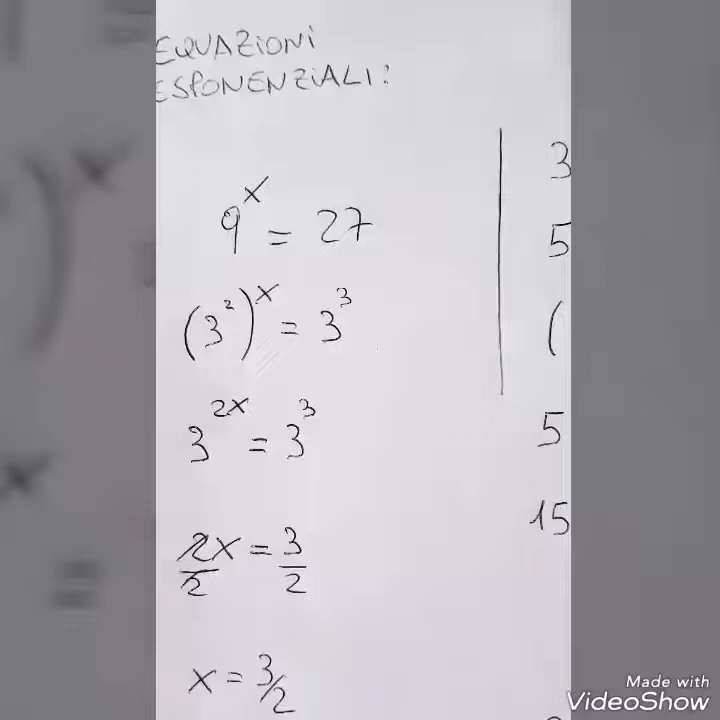 EQUAZIONI
ESPONENZIALI:
9^x = 27
(3^2)^x = 3^3
3^2x = 3^3
2x/2 = 3/2
x = 3/2
3
5
(
5
15
Made with
VideoShow